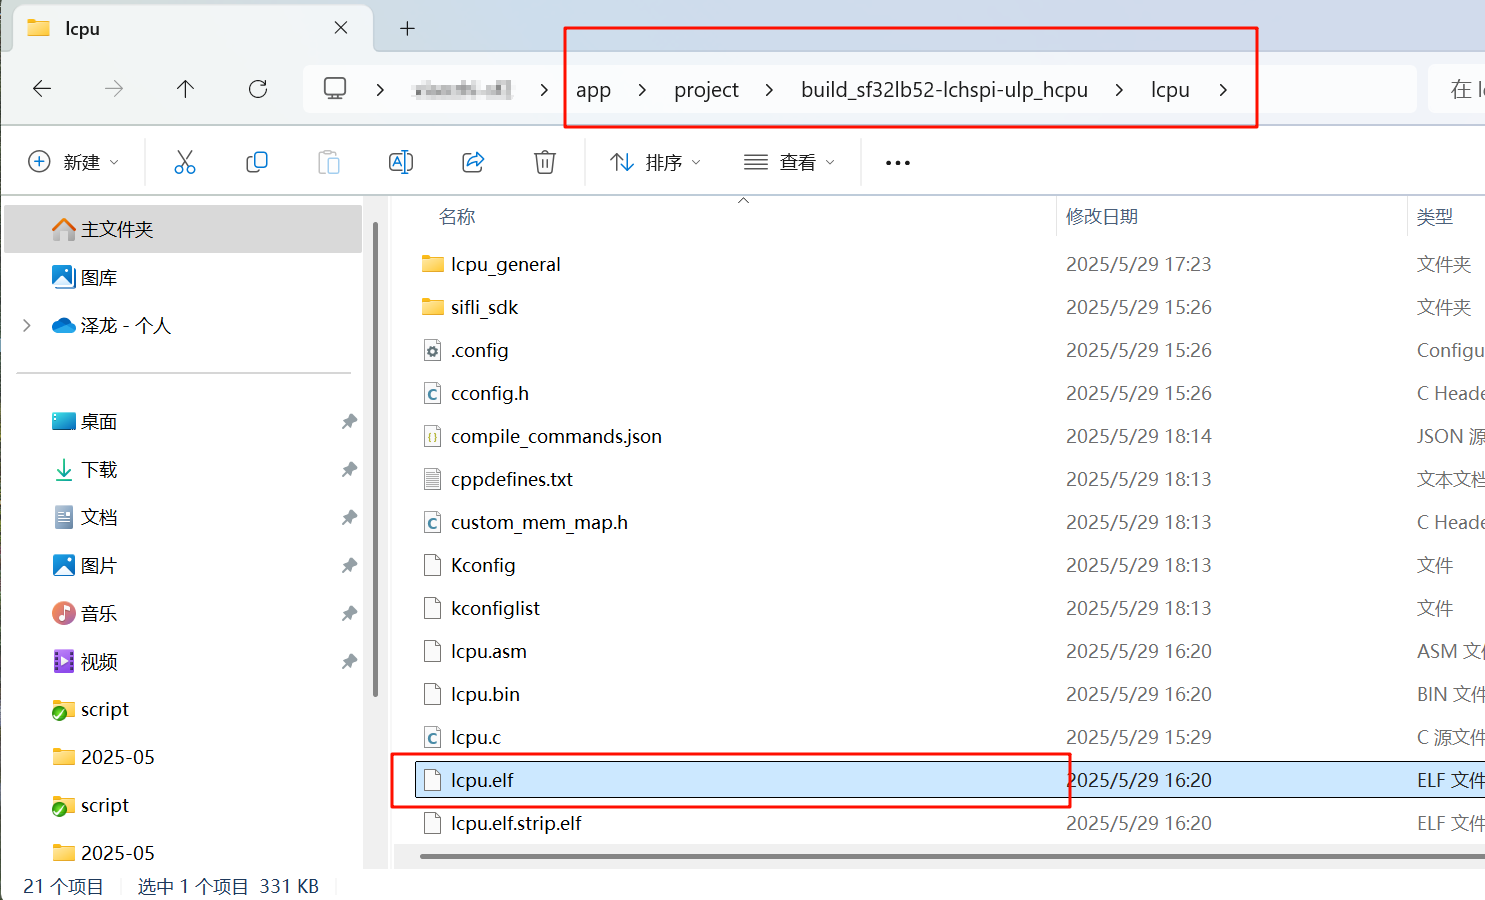 lcpu
app project build_sf32lb52-lchspi-ulp_hcpu lcpu 在
新建 排序 查看
名称 修改日期 类型
主文件夹
图库
泽龙 - 个人
桌面
下载
文档
图片
音乐
视频
script
2025-05
script
2025-05
lcpu_general 2025/5/29 17:23 文件夹
sifli_sdk 2025/5/29 15:26 文件夹
.config 2025/5/29 15:26 Configu
cconfig.h 2025/5/29 15:26 C Heade
compile_commands.json 2025/5/29 18:14 JSON 源
cppdefines.txt 2025/5/29 18:13 文本文档
custom_mem_map.h 2025/5/29 18:13 C Heade
Kconfig 2025/5/29 18:13 文件
kconfiglist 2025/5/29 18:13 文件
lcpu.asm 2025/5/29 16:20 ASM 文件
lcpu.bin 2025/5/29 16:20 BIN 文件
lcpu.c 2025/5/29 15:29 C 源文件
lcpu.elf 2025/5/29 16:20 ELF 文件
lcpu.elf.strip.elf 2025/5/29 16:20 ELF 文件
21 个项目 选中 1 个项目 331 KB